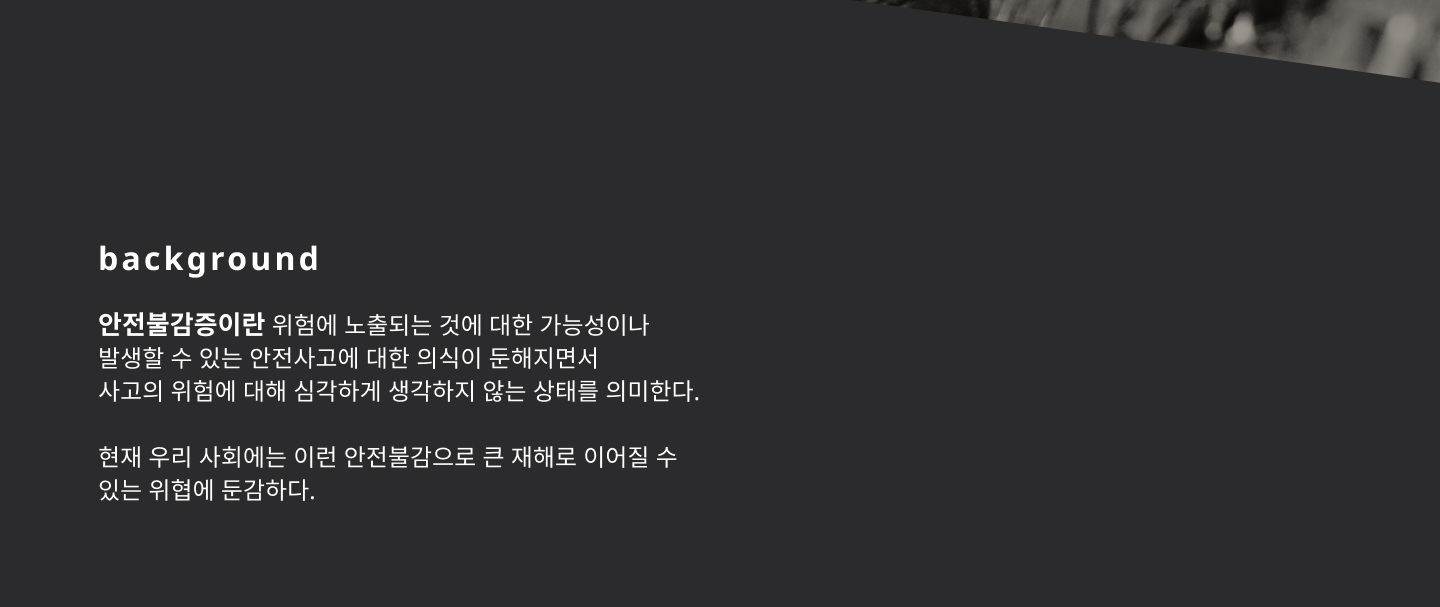 background
안전불감증이란 위험에 노출되는 것에 대한 가능성이나
발생할 수 있는 안전사고에 대한 의식이 둔해지면서
사고의 위험에 대해 심각하게 생각하지 않는 상태를 의미한다.
현재 우리 사회에는 이런 안전불감으로 큰 재해로 이어질 수
있는 위협에 둔감하다.